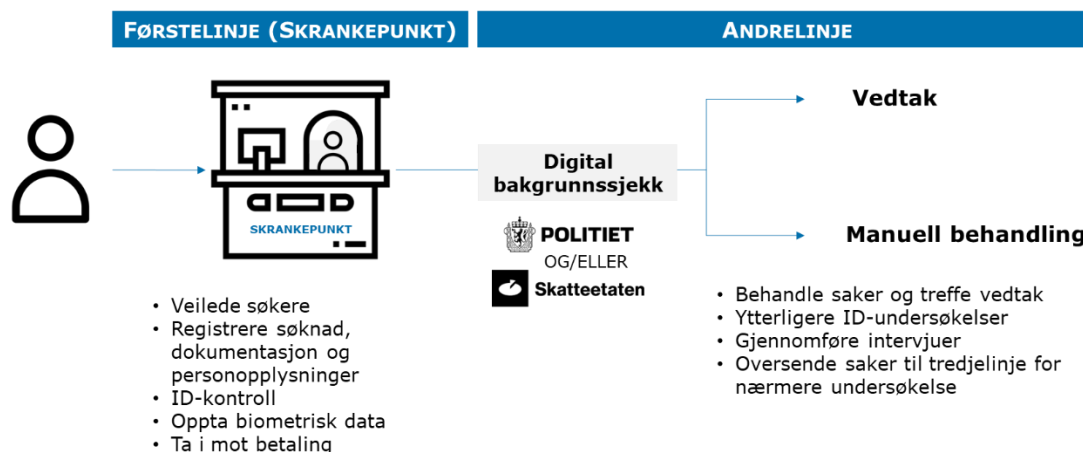 FØRSTELINJE (SKRANKEPUNKT)
ANDRELINJE
SKRANKEPUNKT
Digital
bakgrunnssjekk
POLITIET
OG/ELLER
Skatteetaten
Vedtak
Manuell behandling
• Veilede søkere
• Registrere søknad,
dokumentasjon og
personopplysninger
• ID-kontroll
• Oppta biometrisk data
• Ta i mot betaling
• Behandle saker og treffe vedtak
• Ytterligere ID-undersøkelser
• Gjennomføre intervjuer
• Oversende saker til tredjelinje for
nærmere undersøkelse